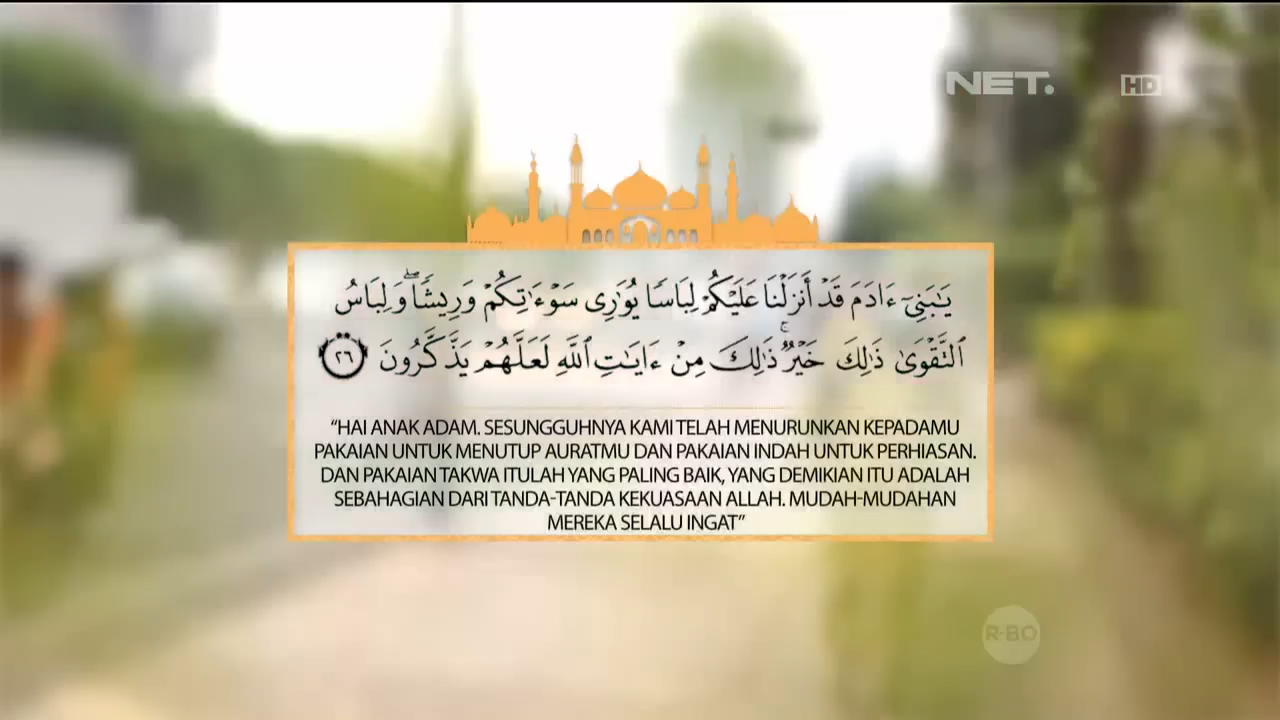 NET.
HD
يَٰبَنِىٓ ءَادَمَ قَدْ أَنزَلْنَا عَلَيْكُمْ لِبَاسًا يُوَٰرِى سَوْءَٰتِكُمْ وَرِيشًا ۖ وَلِبَاسُ
ٱلتَّقْوَىٰ ذَٰلِكَ خَيْرٌ ۚ ذَٰلِكَ مِنْ ءَايَٰتِ ٱللَّهِ لَعَلَّهُمْ يَذَّكَّرُونَ ٢٦
“HAI ANAK ADAM. SESUNGGUHNYA KAMI TELAH MENURUNKAN KEPADAMU
PAKAIAN UNTUK MENUTUP AURATMU DAN PAKAIAN INDAH UNTUK PERHIASAN.
DAN PAKAIAN TAKWA ITULAH YANG PALING BAIK, YANG DEMIKIAN ITU ADALAH
SEBAHAGIAN DARI TANDA-TANDA KEKUASAAN ALLAH. MUDAH-MUDAHAN
MEREKA SELALU INGAT”
R-BO